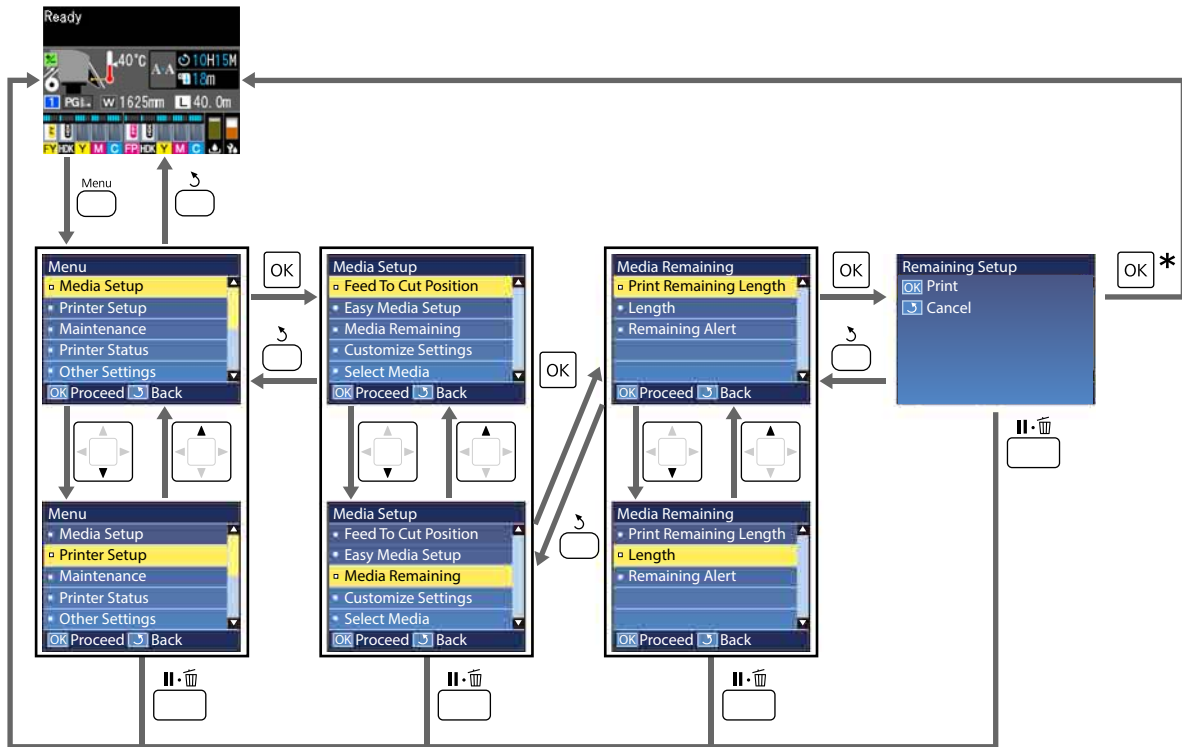 Ready
40°C
A-A
10H15M
1 18m
1 PG W 1625mm L 40. 0m
FY HDK Y M C FP HDK Y M C
Menu
Menu
Media Setup
Printer Setup
Maintenance
Printer Status
Other Settings
OK Proceed Back
OK
Media Setup
Feed To Cut Position
Easy Media Setup
Media Remaining
Customize Settings
Select Media
OK Proceed Back
OK
Media Remaining
Print Remaining Length
Length
Remaining Alert
OK Proceed Back
OK
Remaining Setup
OK Print
Cancel
OK *
Menu
Media Setup
Printer Setup
Maintenance
Printer Status
Other Settings
OK Proceed Back
Media Setup
Feed To Cut Position
Easy Media Setup
Media Remaining
Customize Settings
Select Media
OK Proceed Back
Media Remaining
Print Remaining Length
Length
Remaining Alert
OK Proceed Back